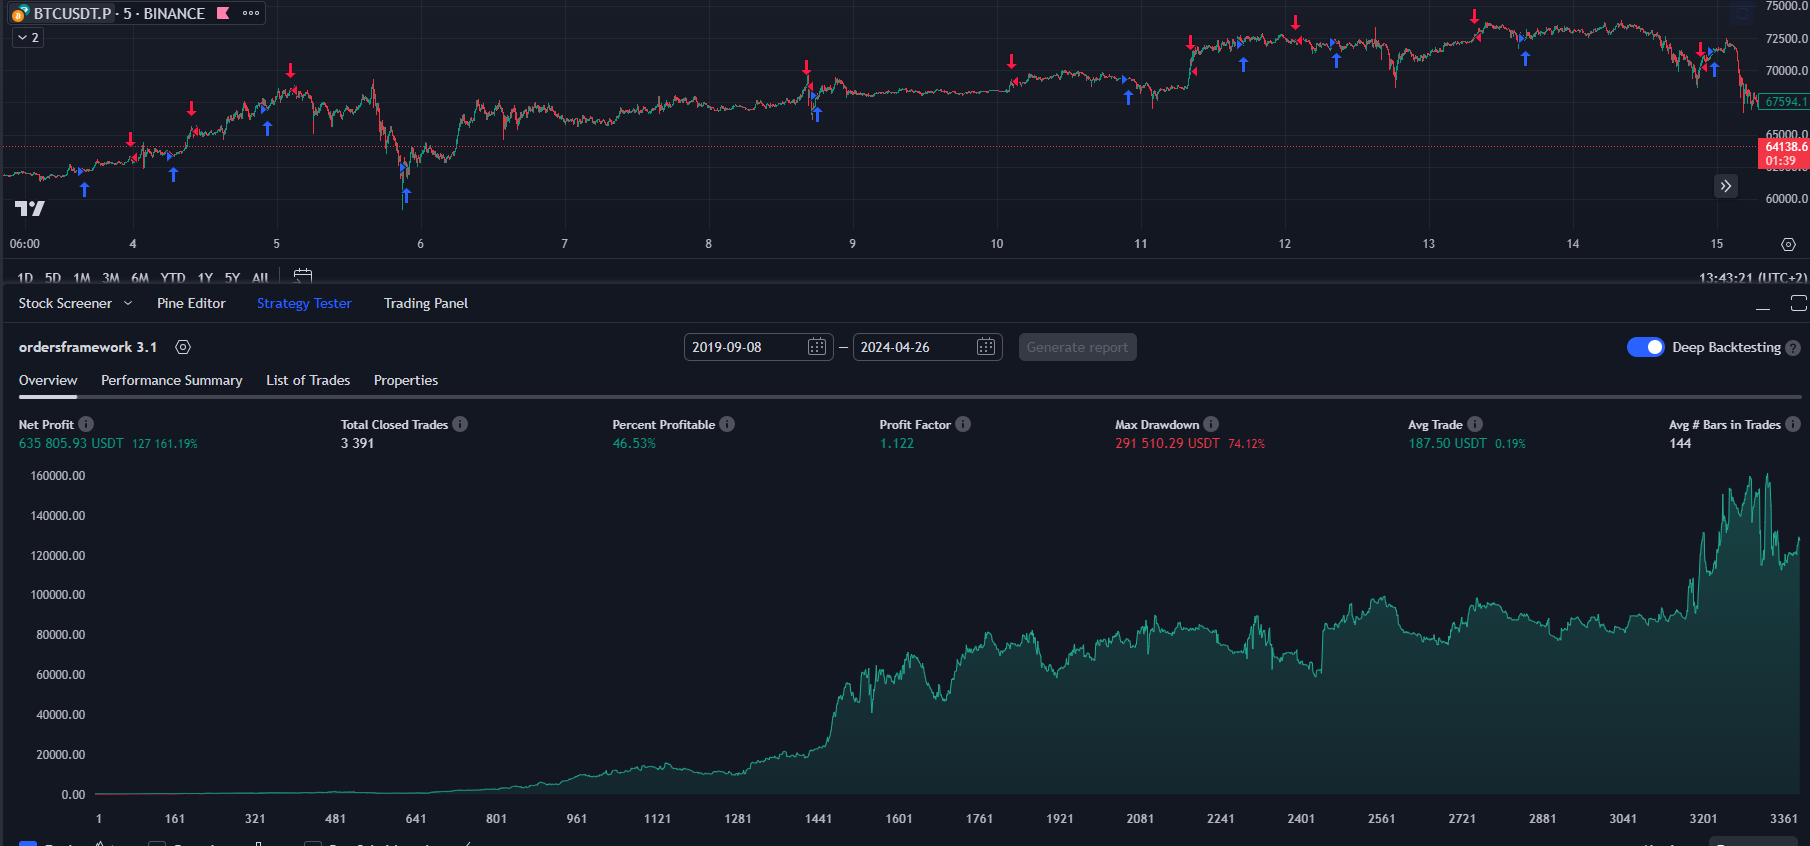 BTCUSDT.P · 5 · BINANCE
2
75000.0
72500.0
70000.0
67594.1
65000.0
64138.6
01:39
60000.0
06:00 4 5 6 7 8 9 10 11 12 13 14 15
1D 5D 1M 3M 6M YTD 1Y 5Y All
13:43:21 (UTC+2)
Stock Screener Pine Editor Strategy Tester Trading Panel
ordersframework 3.1
2019-09-08 — 2024-04-26 Generate report
Deep Backtesting
Overview Performance Summary List of Trades Properties
Net Profit Total Closed Trades Percent Profitable Profit Factor Max Drawdown Avg Trade Avg # Bars in Trades
635 805.93 USDT 127 161.19% 3 391 46.53% 1.122 291 510.29 USDT 74.12% 187.50 USDT 0.19% 144
160000.00
140000.00
120000.00
100000.00
80000.00
60000.00
40000.00
20000.00
0.00
1 161 321 481 641 801 961 1121 1281 1441 1601 1761 1921 2081 2241 2401 2561 2721 2881 3041 3201 3361